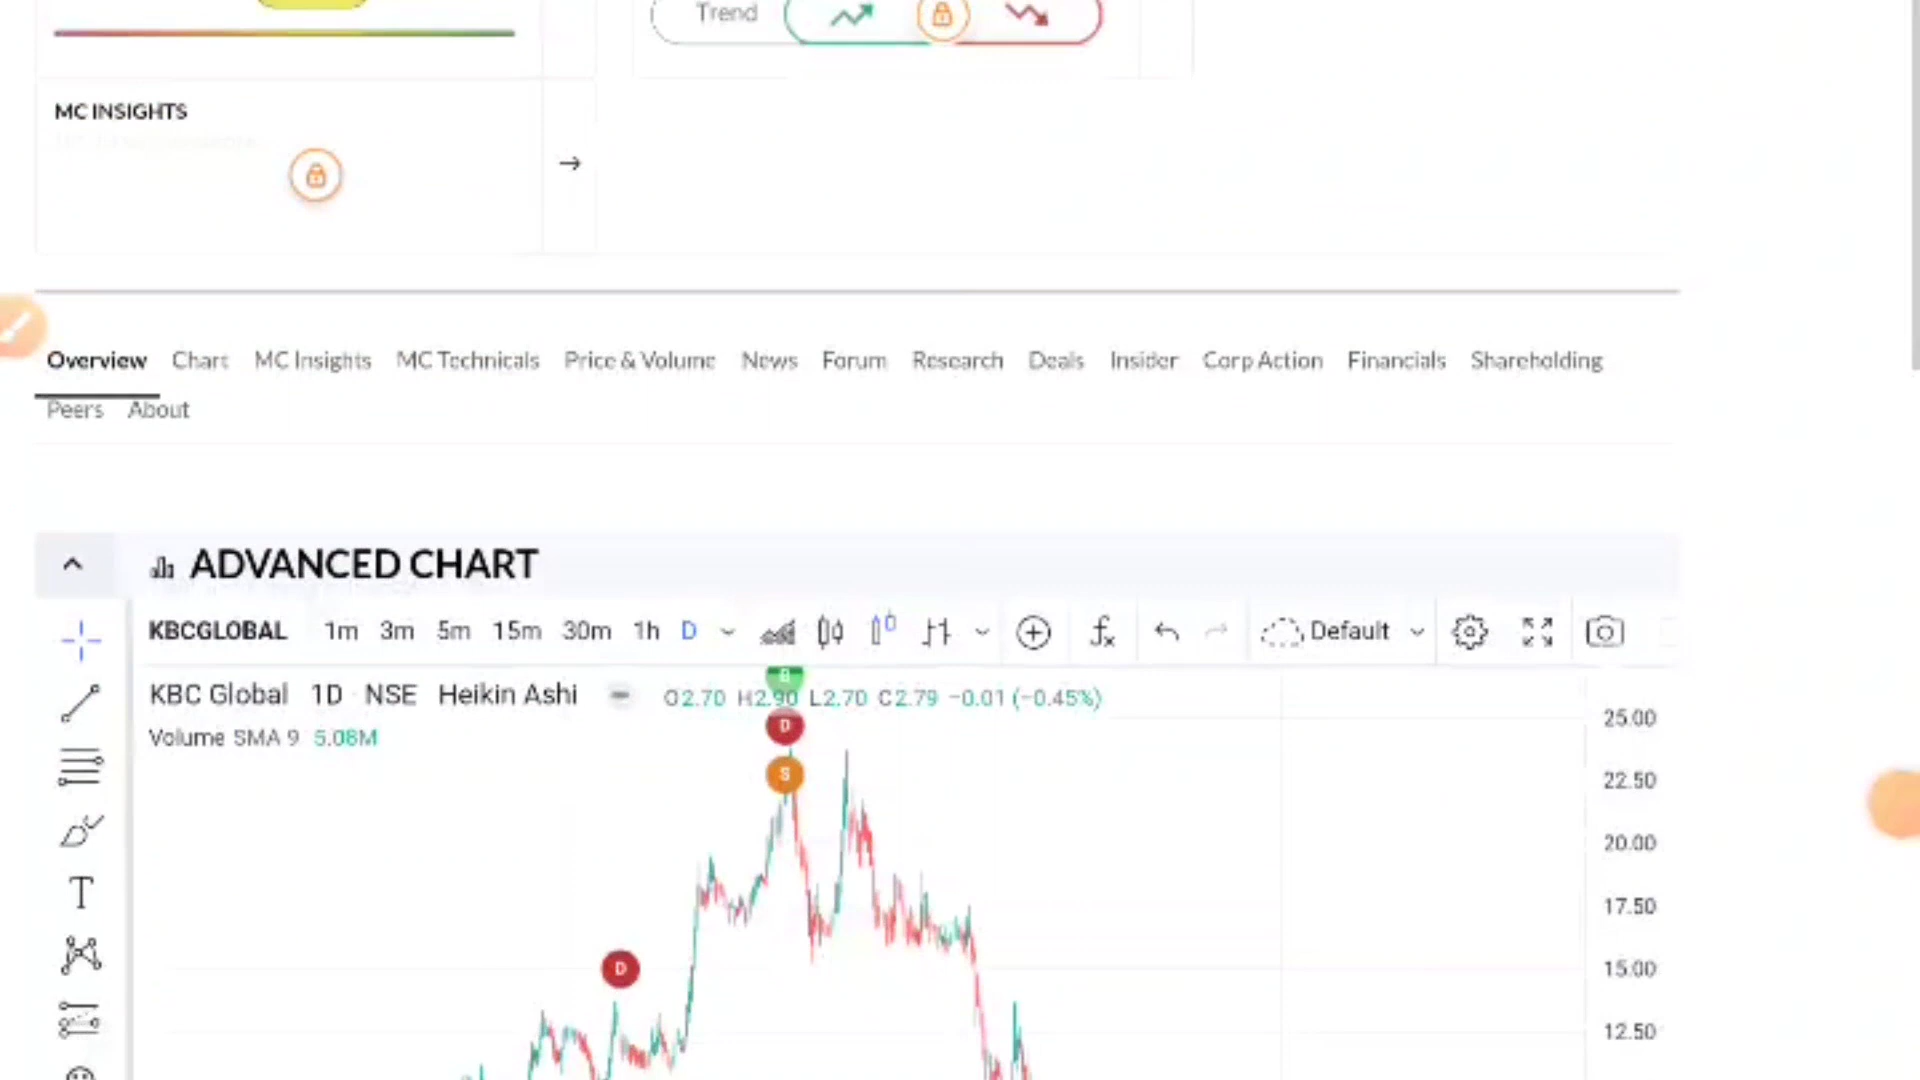 Trend
MC INSIGHTS
Overview Chart MC Insights MC Technicals Price & Volume News Forum Research Deals Insider Corp Action Financials Shareholding
Peers About
ADVANCED CHART
KBCGLOBAL 1m 3m 5m 15m 30m 1h D Default
KBC Global 1D NSE Heikin Ashi O2.70 H2.90 L2.70 C2.79 −0.01 (−0.45%)
Volume SMA 9 5.08M
D
S
D
T
25.00
22.50
20.00
17.50
15.00
12.50